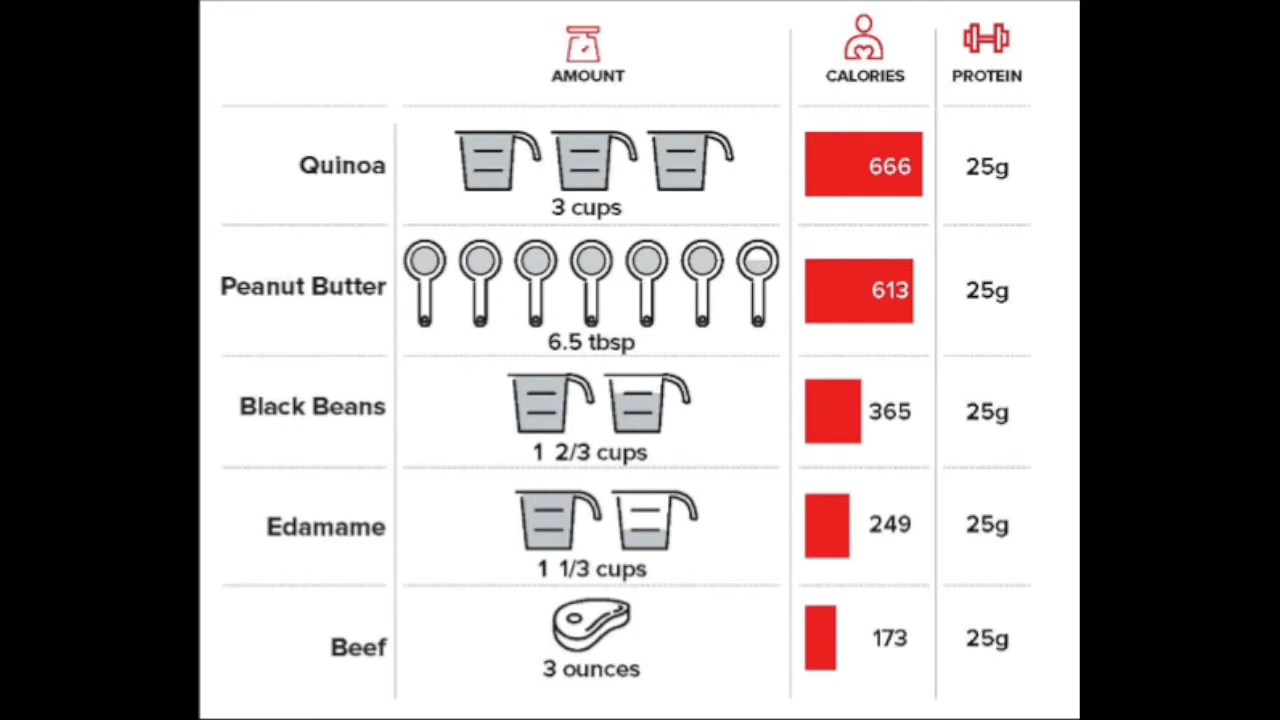 AMOUNT
CALORIES
PROTEIN
Quinoa
3 cups
666
25g
Peanut Butter
6.5 tbsp
613
25g
Black Beans
1 2/3 cups
365
25g
Edamame
1 1/3 cups
249
25g
Beef
3 ounces
173
25g